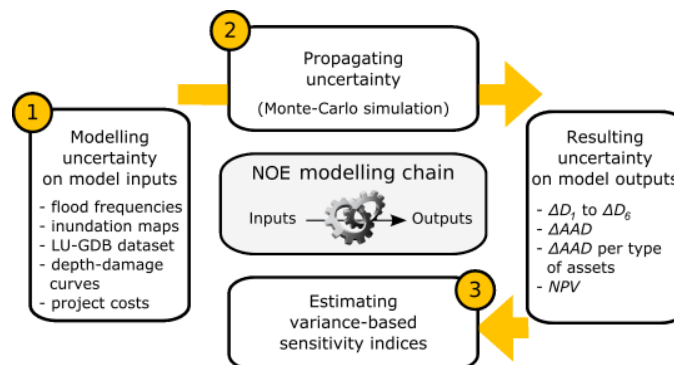 2
Propagating
uncertainty
(Monte-Carlo simulation)
1
Modelling
uncertainty
on model inputs
- flood frequencies
- inundation maps
- LU-GDB dataset
- depth-damage
curves
- project costs
NOE modelling chain
Inputs
Outputs
Resulting
uncertainty
on model outputs
- ΔD₁ to ΔD₆
- ΔAAD
- ΔAAD per type
of assets
- NPV
3
Estimating
variance-based
sensitivity indices